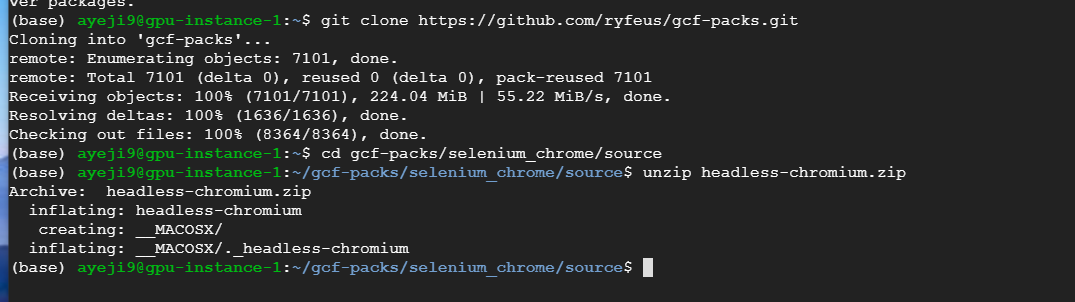 ver packages.
(base) ayeji9@gpu-instance-1:~$ git clone https://github.com/ryfeus/gcf-packs.git
Cloning into 'gcf-packs'...
remote: Enumerating objects: 7101, done.
remote: Total 7101 (delta 0), reused 0 (delta 0), pack-reused 7101
Receiving objects: 100% (7101/7101), 224.04 MiB | 55.22 MiB/s, done.
Resolving deltas: 100% (1636/1636), done.
Checking out files: 100% (8364/8364), done.
(base) ayeji9@gpu-instance-1:~$ cd gcf-packs/selenium_chrome/source
(base) ayeji9@gpu-instance-1:~/gcf-packs/selenium_chrome/source$ unzip headless-chromium.zip
Archive:  headless-chromium.zip
  inflating: headless-chromium
   creating: __MACOSX/
  inflating: __MACOSX/._headless-chromium
(base) ayeji9@gpu-instance-1:~/gcf-packs/selenium_chrome/source$